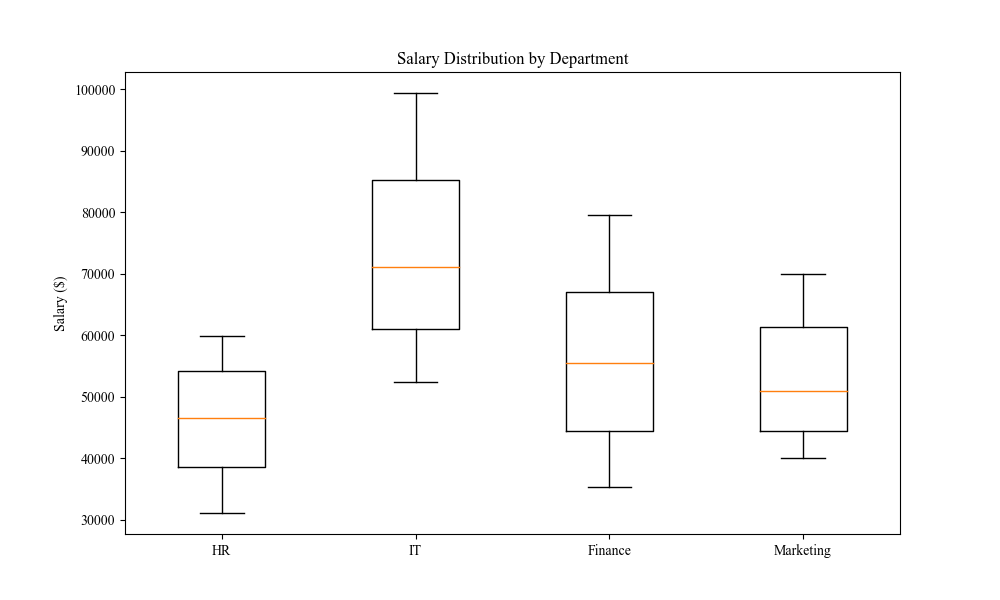 Salary Distribution by Department
Salary ($)
100000
90000
80000
70000
60000
50000
40000
30000
HR
IT
Finance
Marketing